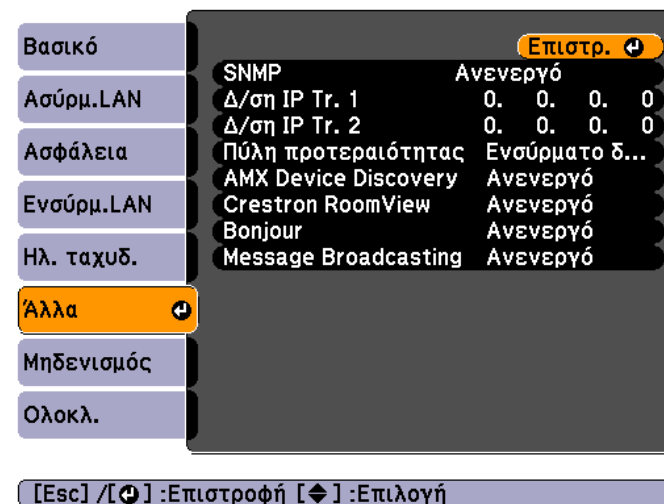 Βασικό
Ασύρμ.LAN
Ασφάλεια
Ενσύρμ.LAN
Ηλ. ταχυδ.
Άλλα
Μηδενισμός
Ολοκλ.
Επιστρ.
SNMP Ανενεργό
Δ/ση IP Tr. 1 0. 0. 0. 0
Δ/ση IP Tr. 2 0. 0. 0. 0
Πύλη προτεραιότητας Ενσύρματο δ...
AMX Device Discovery Ανενεργό
Crestron RoomView Ανενεργό
Bonjour Ανενεργό
Message Broadcasting Ανενεργό
[Esc] /[⏎] :Επιστροφή [◆] :Επιλογή